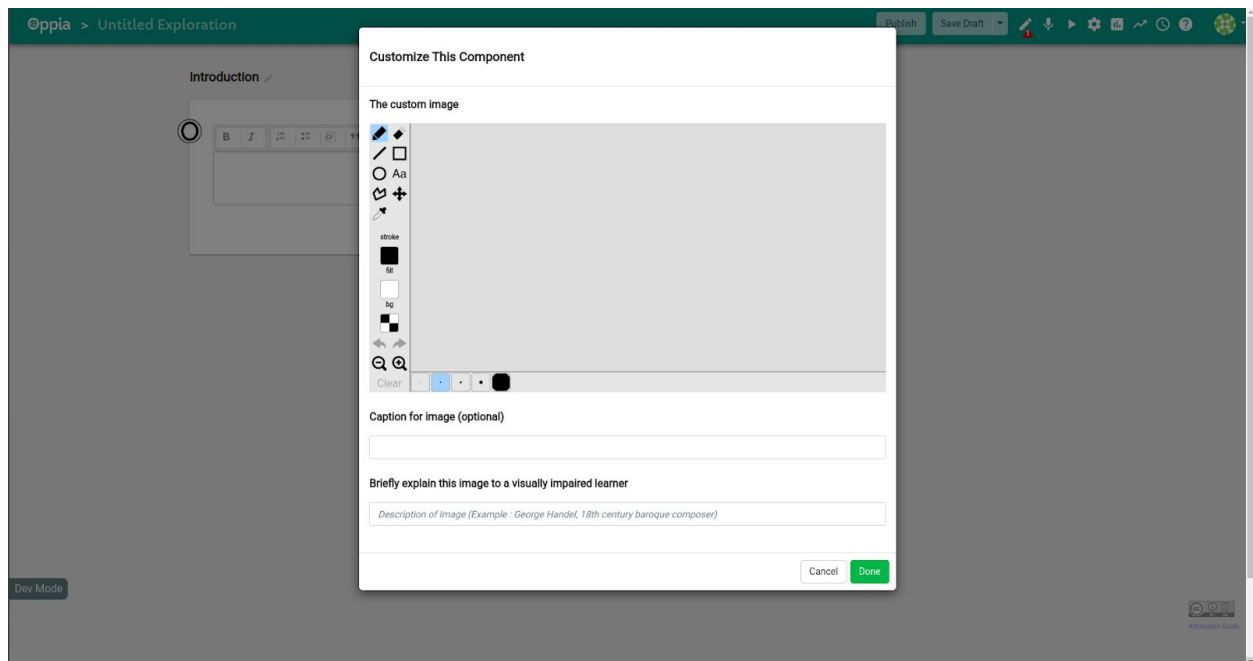 Oppia > Untitled Exploration
Publish
Save Draft
1
Introduction
B I
Customize This Component
The custom image
Aa
stroke
fill
bg
Clear
Caption for image (optional)
Briefly explain this image to a visually impaired learner
Description of Image (Example : George Handel, 18th century baroque composer)
Cancel
Done
Dev Mode
Attribution Guide